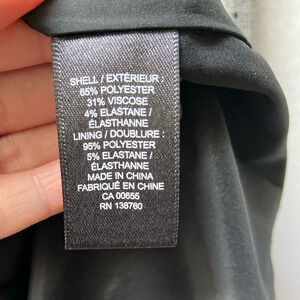 SHELL / EXTÉRIEUR :
65% POLYESTER
31% VISCOSE
4% ELASTANE /
ÉLASTHANNE
LINING / DOUBLURE :
95% POLYESTER
5% ELASTANE /
ÉLASTHANNE
MADE IN CHINA
FABRIQUÉ EN CHINE
CA 00655
RN 138760